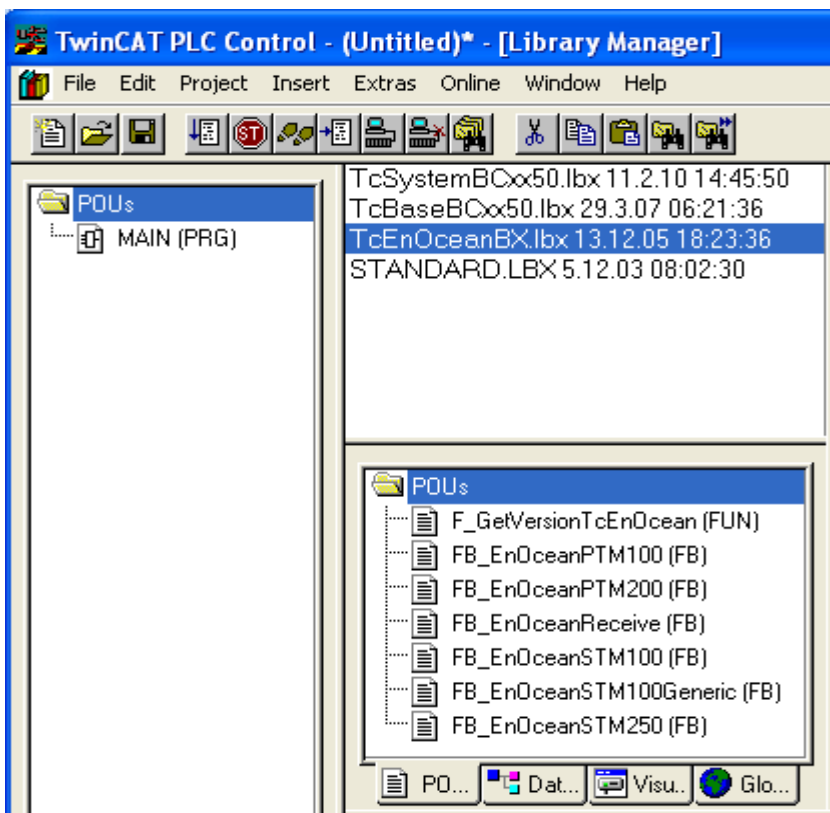 TwinCAT PLC Control - (Untitled)* - [Library Manager]
File Edit Project Insert Extras Online Window Help
ST
POUs
MAIN (PRG)
TcSystemBCxx50.lbx 11.2.10 14:45:50
TcBaseBCxx50.lbx 29.3.07 06:21:36
TcEnOceanBX.lbx 13.12.05 18:23:36
STANDARD.LBX 5.12.03 08:02:30
POUs
F_GetVersionTcEnOcean (FUN)
FB_EnOceanPTM100 (FB)
FB_EnOceanPTM200 (FB)
FB_EnOceanReceive (FB)
FB_EnOceanSTM100 (FB)
FB_EnOceanSTM100Generic (FB)
FB_EnOceanSTM250 (FB)
PO... Dat... Visu.. Glo...